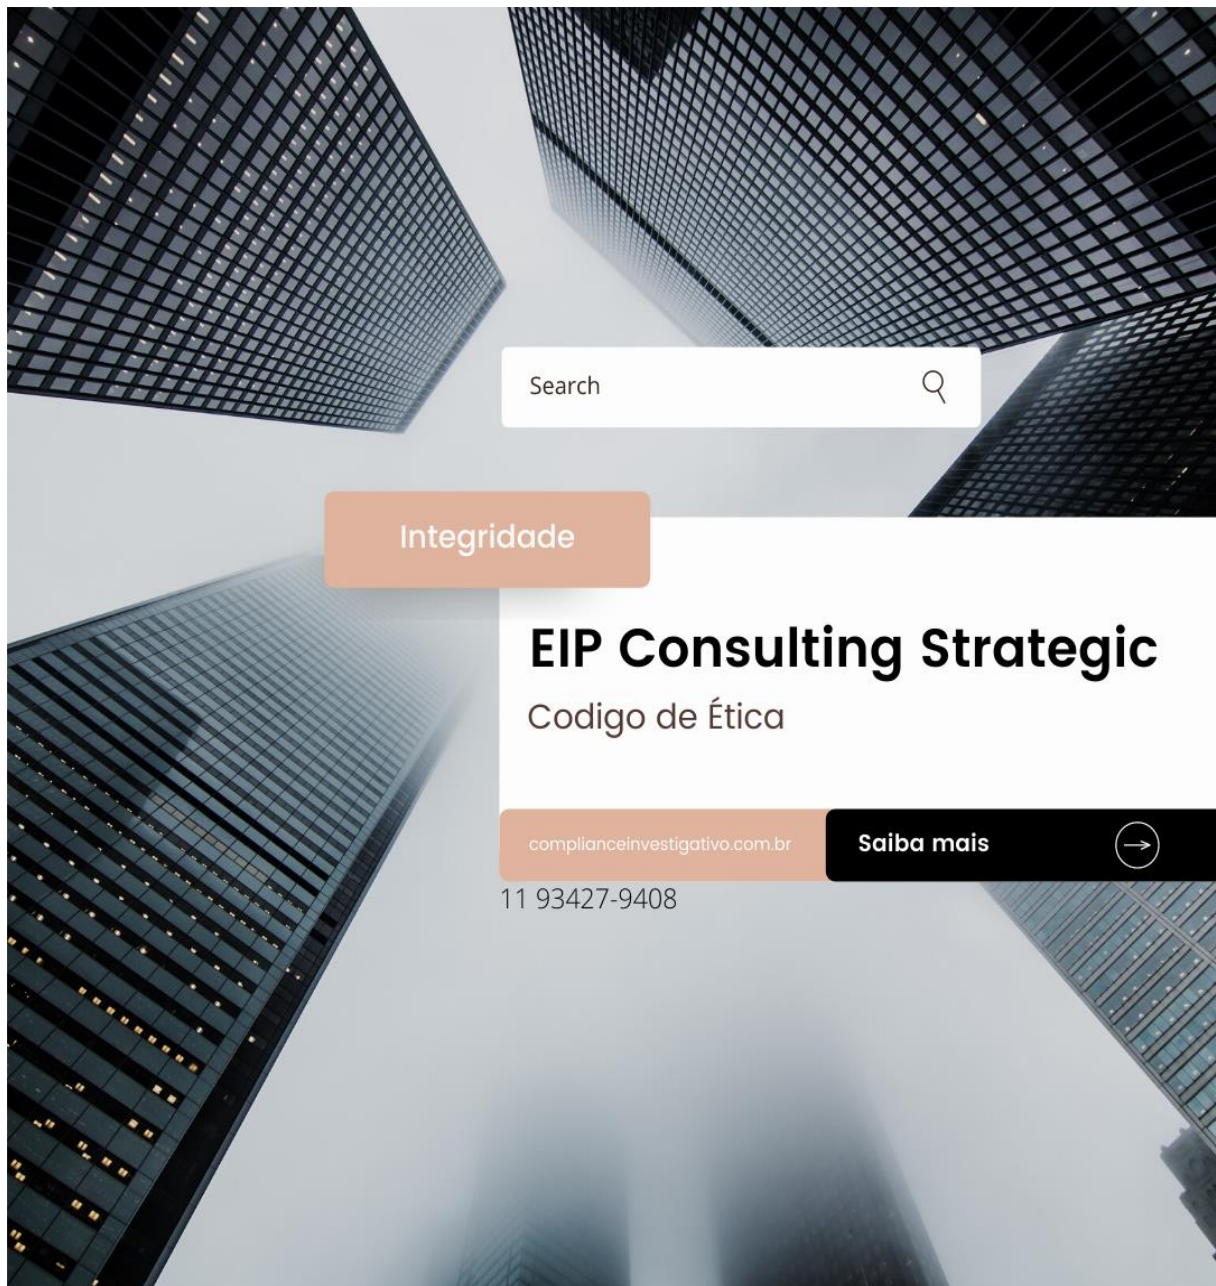 Search
Integridade
EIP Consulting Strategic
Codigo de Ética
complianceinvestigativo.com.br
Saiba mais
11 93427-9408